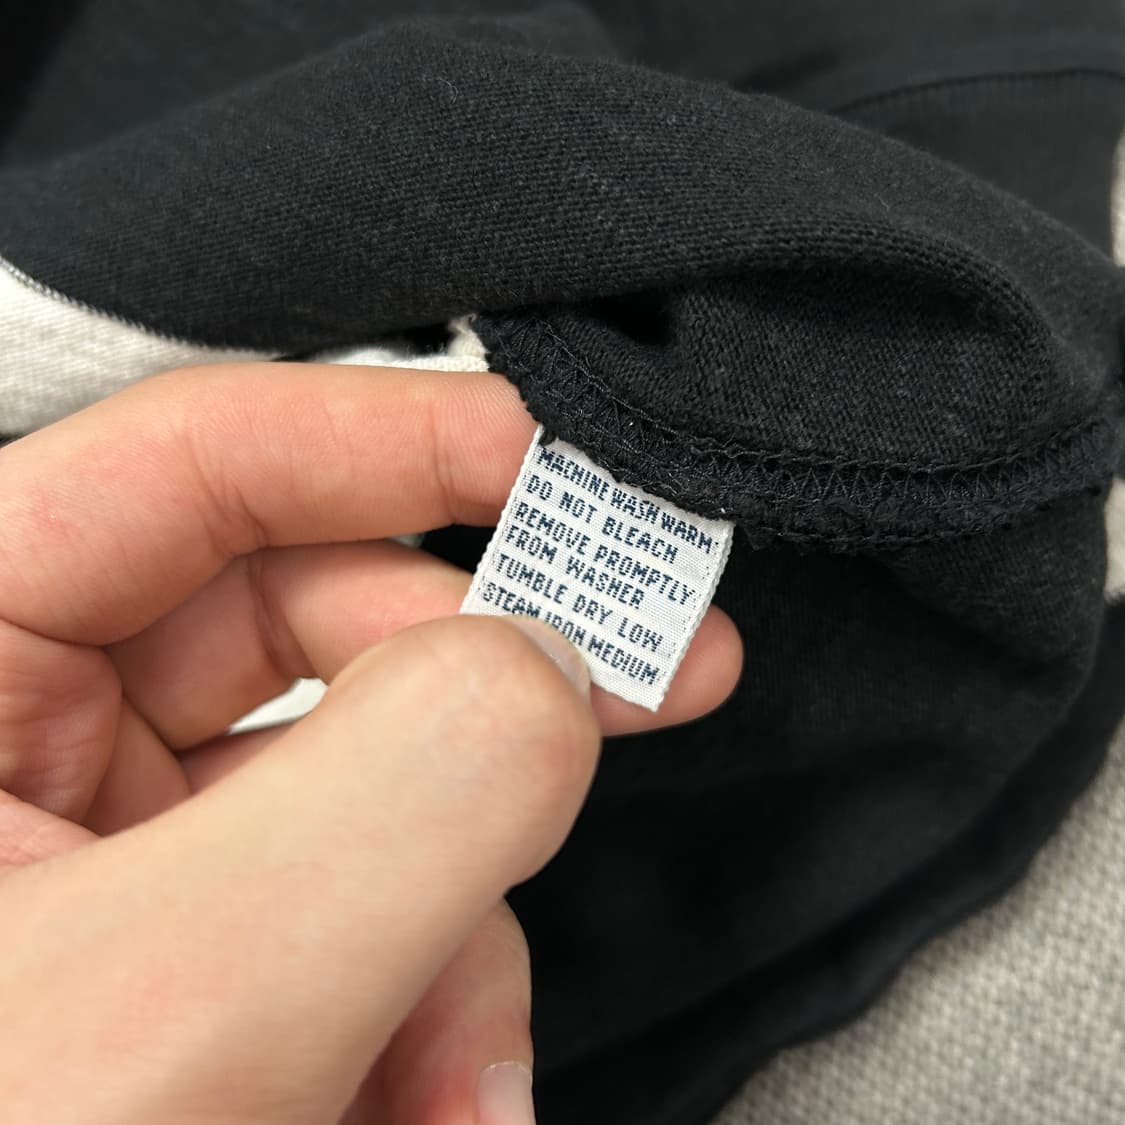 MACHINE WASH WARM
DO NOT BLEACH
REMOVE PROMPTLY
FROM WASHER
TUMBLE DRY LOW
STEAM IRON MEDIUM